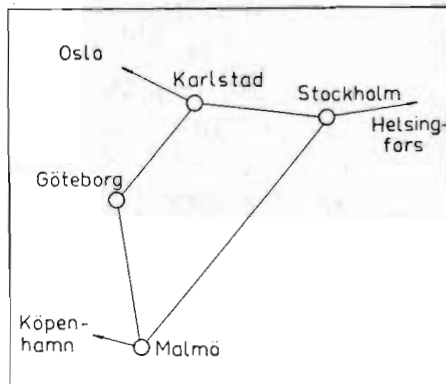 Oslo
Karlstad
Stockholm
Helsing-
fors
Göteborg
Köpen-
hamn
Malmö